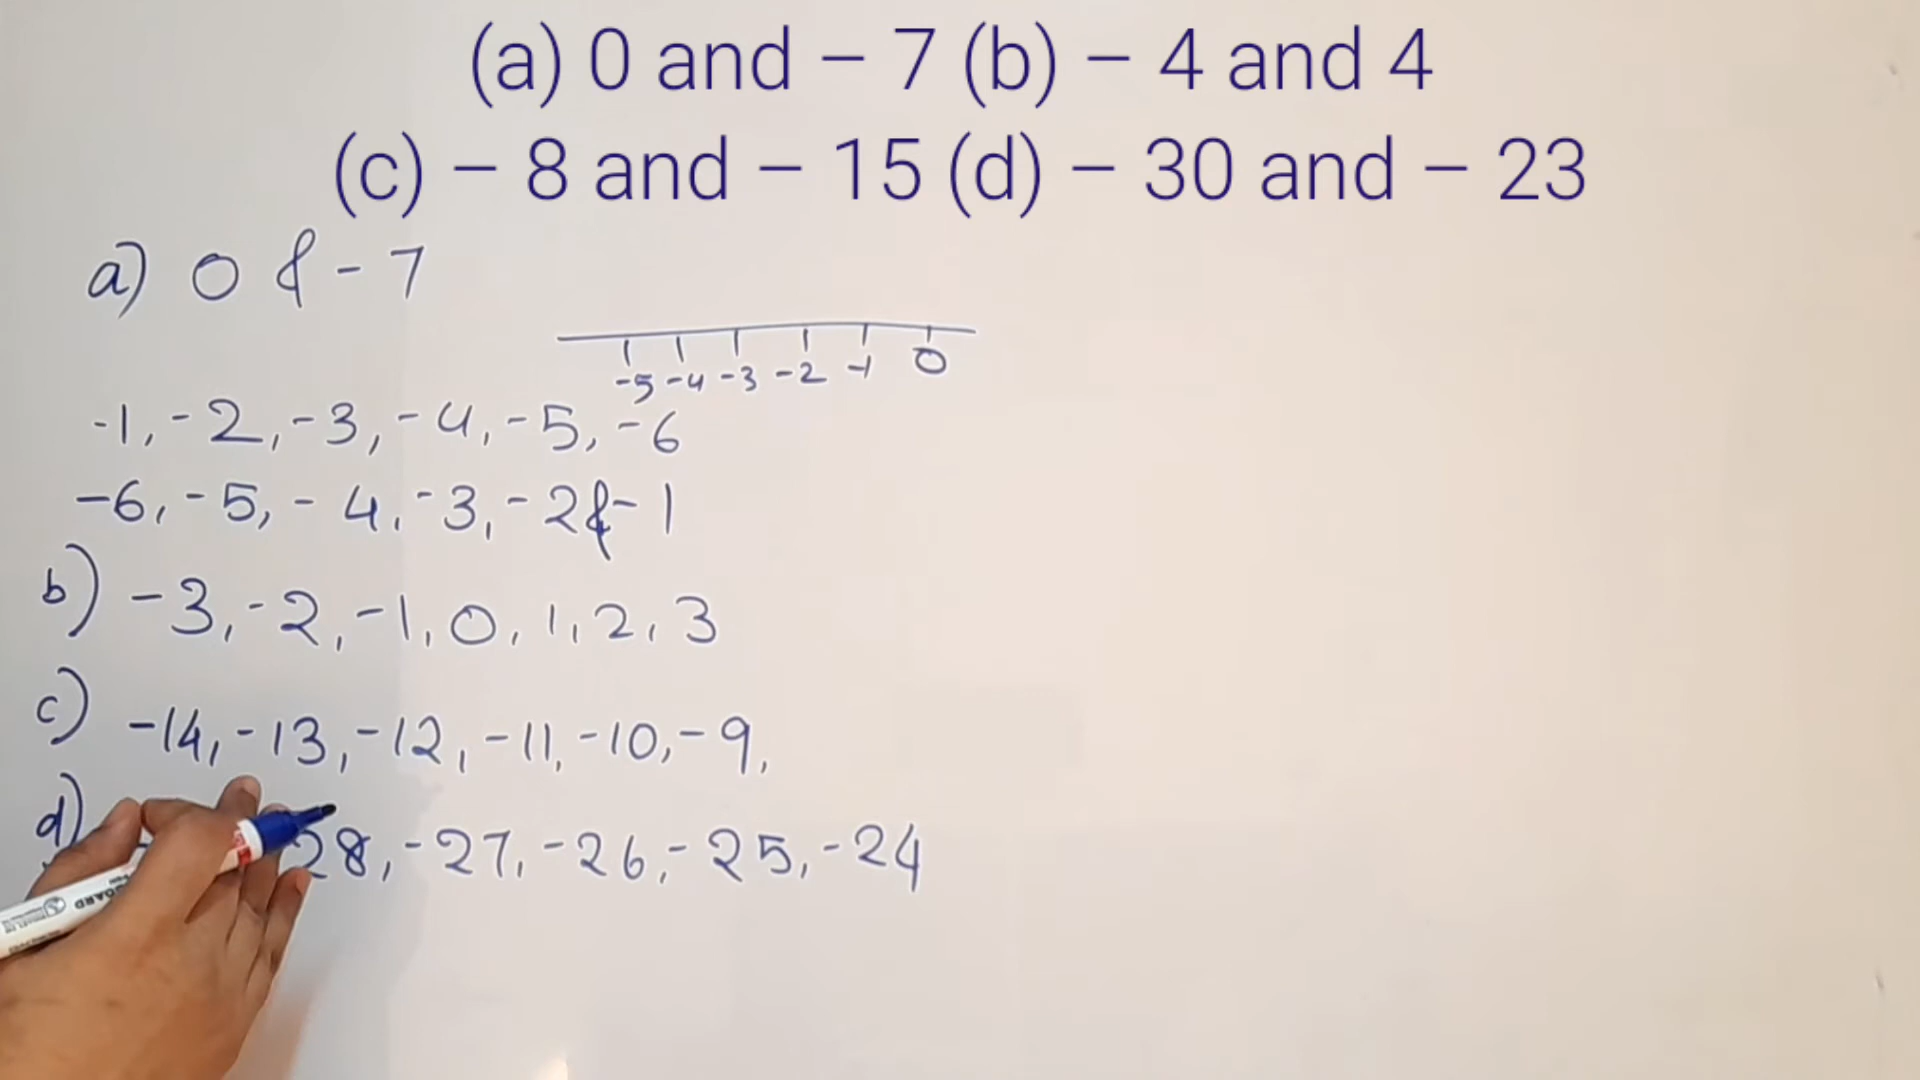 (a) 0 and – 7 (b) – 4 and 4
(c) – 8 and – 15 (d) – 30 and – 23
a) 0 & - 7
-5 -4 -3 -2 -1 0
-1, -2, -3, -4, -5, -6
-6, -5, -4, -3, -2 & -1
b) -3, -2, -1, 0, 1, 2, 3
c) -14, -13, -12, -11, -10, -9,
d) 28, -27, -26, -25, -24